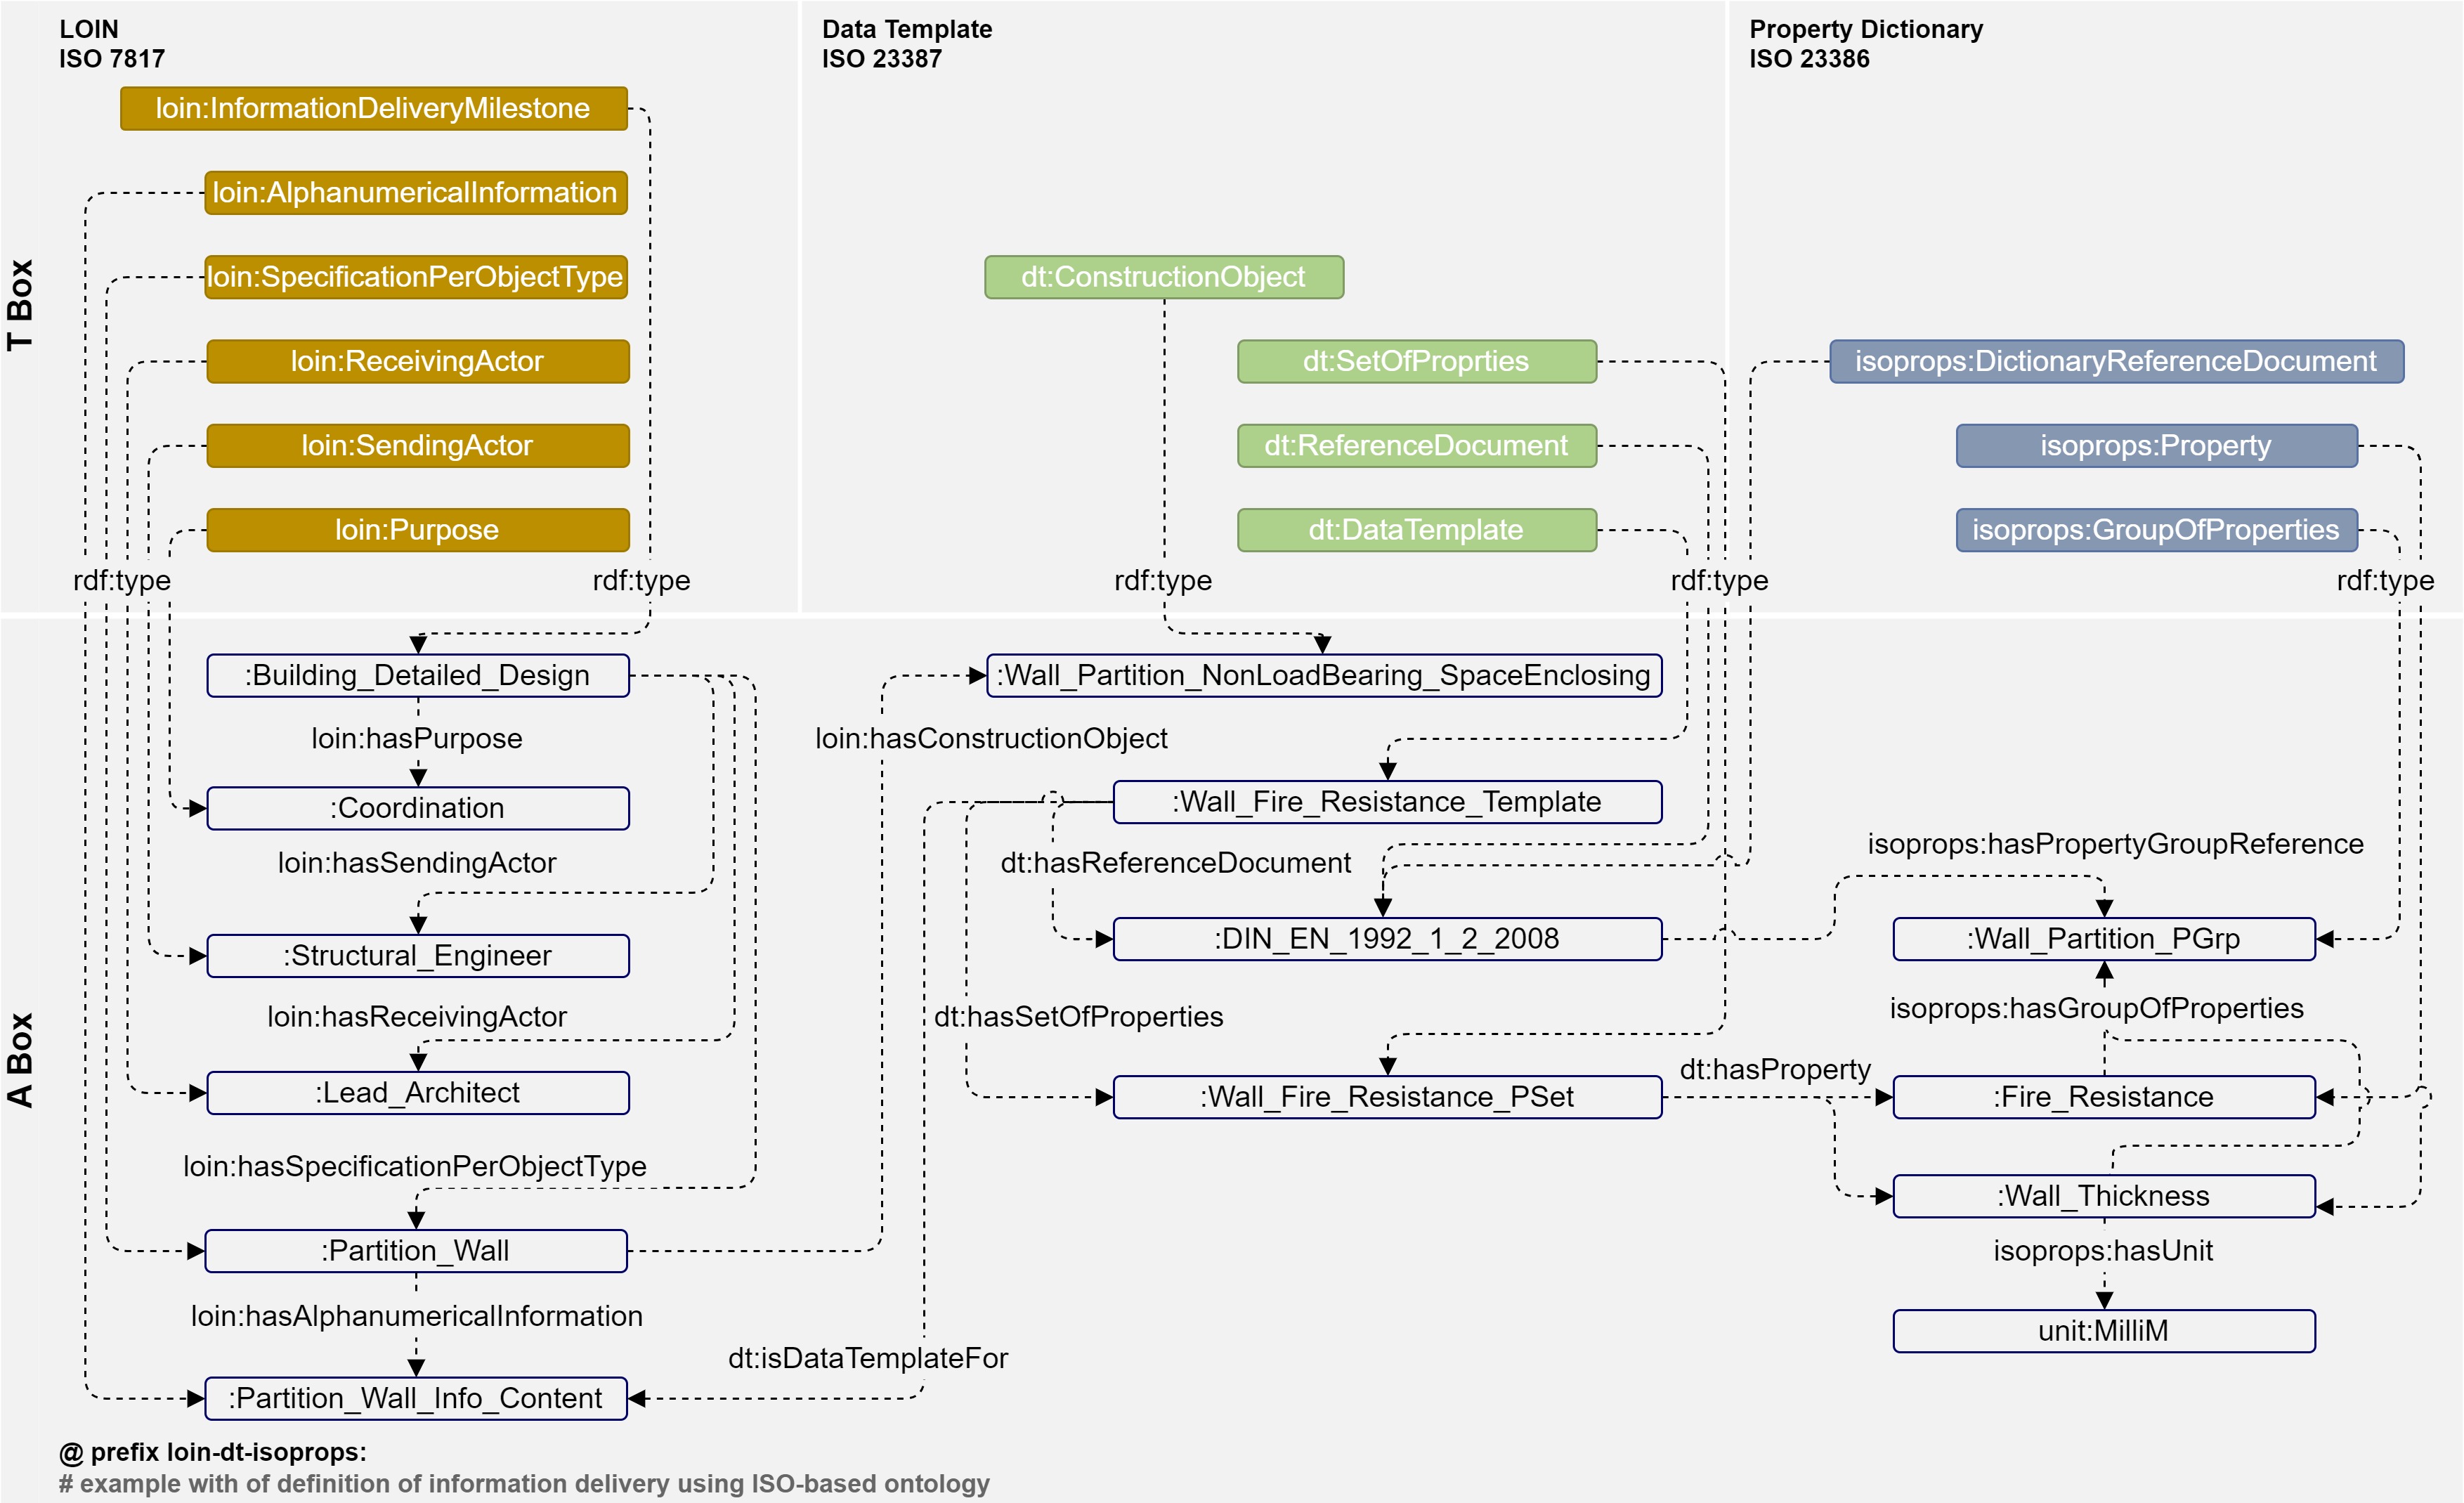 LOIN
ISO 7817
Data Template
ISO 23387
Property Dictionary
ISO 23386
T Box
loin:InformationDeliveryMilestone
loin:AlphanumericalInformation
loin:SpecificationPerObjectType
dt:ConstructionObject
loin:ReceivingActor
dt:SetOfProprties
isoprops:DictionaryReferenceDocument
loin:SendingActor
dt:ReferenceDocument
isoprops:Property
loin:Purpose
dt:DataTemplate
isoprops:GroupOfProperties
rdf:type
rdf:type
rdf:type
rdf:type
rdf:type
A Box
:Building_Detailed_Design
:Wall_Partition_NonLoadBearing_SpaceEnclosing
loin:hasPurpose
loin:hasConstructionObject
:Coordination
:Wall_Fire_Resistance_Template
loin:hasSendingActor
dt:hasReferenceDocument
isoprops:hasPropertyGroupReference
:Structural_Engineer
:DIN_EN_1992_1_2_2008
:Wall_Partition_PGrp
loin:hasReceivingActor
dt:hasSetOfProperties
isoprops:hasGroupOfProperties
:Lead_Architect
:Wall_Fire_Resistance_PSet
dt:hasProperty
:Fire_Resistance
loin:hasSpecificationPerObjectType
:Wall_Thickness
:Partition_Wall
isoprops:hasUnit
loin:hasAlphanumericalInformation
unit:MilliM
dt:isDataTemplateFor
:Partition_Wall_Info_Content
@ prefix loin-dt-isoprops:
# example with of definition of information delivery using ISO-based ontology